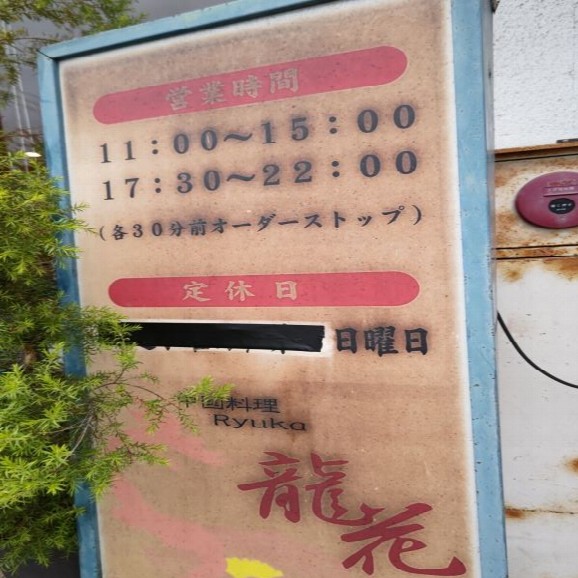 営業時間
11:00～15:00
17:30～22:00
(各30分前オーダーストップ)
定休日
日曜日
中国料理
Ryuka
龍花